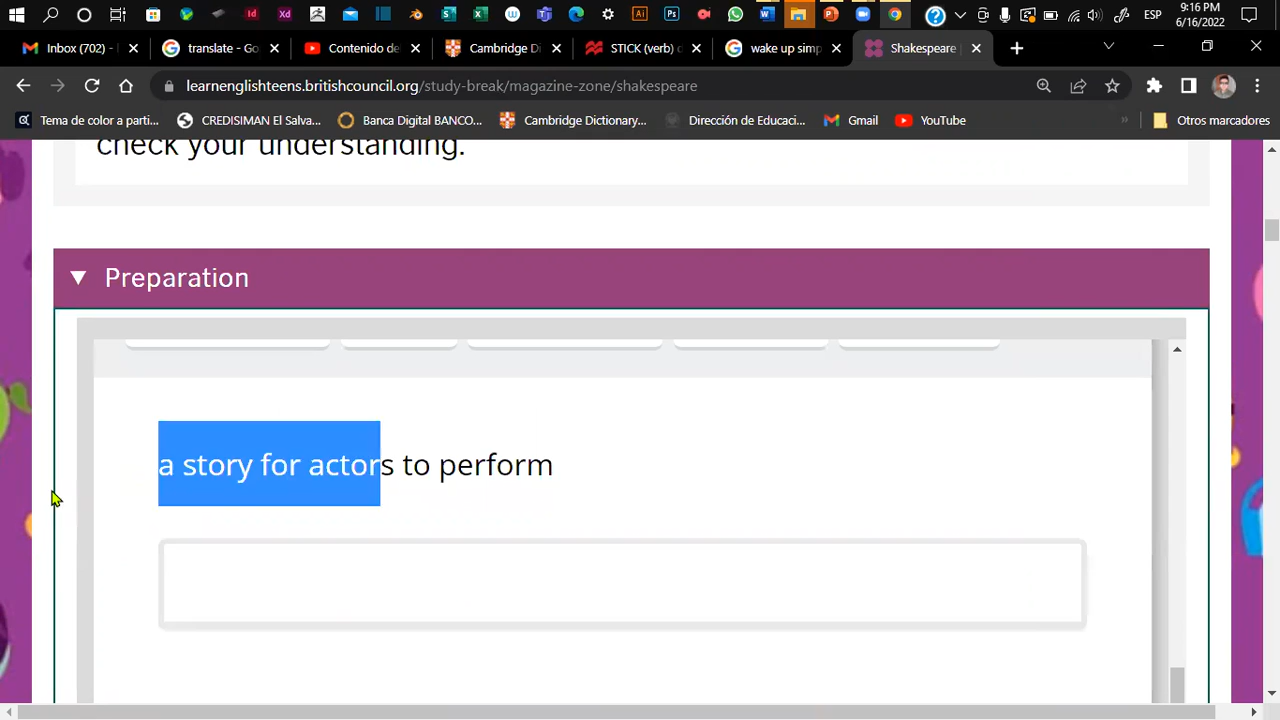 9:16 PM
ESP
6/16/2022
Inbox (702) -
translate - Go
Contenido de
Cambridge Di
STICK (verb) c
wake up simp
Shakespeare
learnenglishteens.britishcouncil.org/study-break/magazine-zone/shakespeare
Tema de color a parti...
CREDISIMAN El Salva...
Banca Digital BANCO...
Cambridge Dictionary...
Dirección de Educaci...
Gmail
YouTube
Otros marcadores
check your understanding.
Preparation
a story for actors to perform